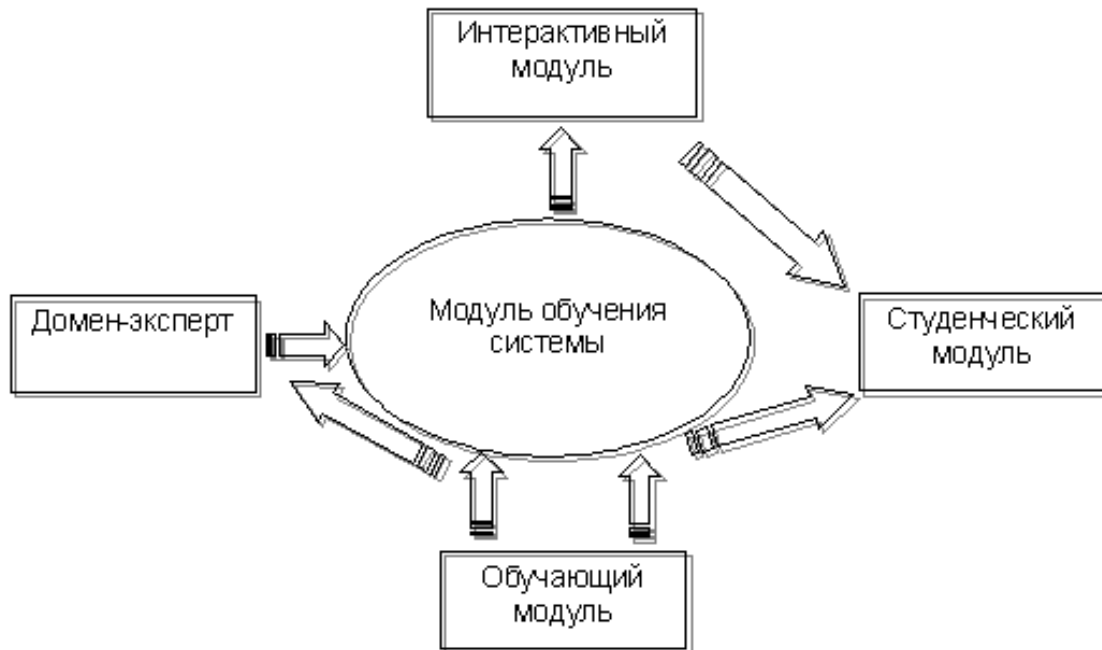 Интерактивный
модуль
Домен-эксперт
Модуль обучения
системы
Студенческий
модуль
Обучающий
модуль